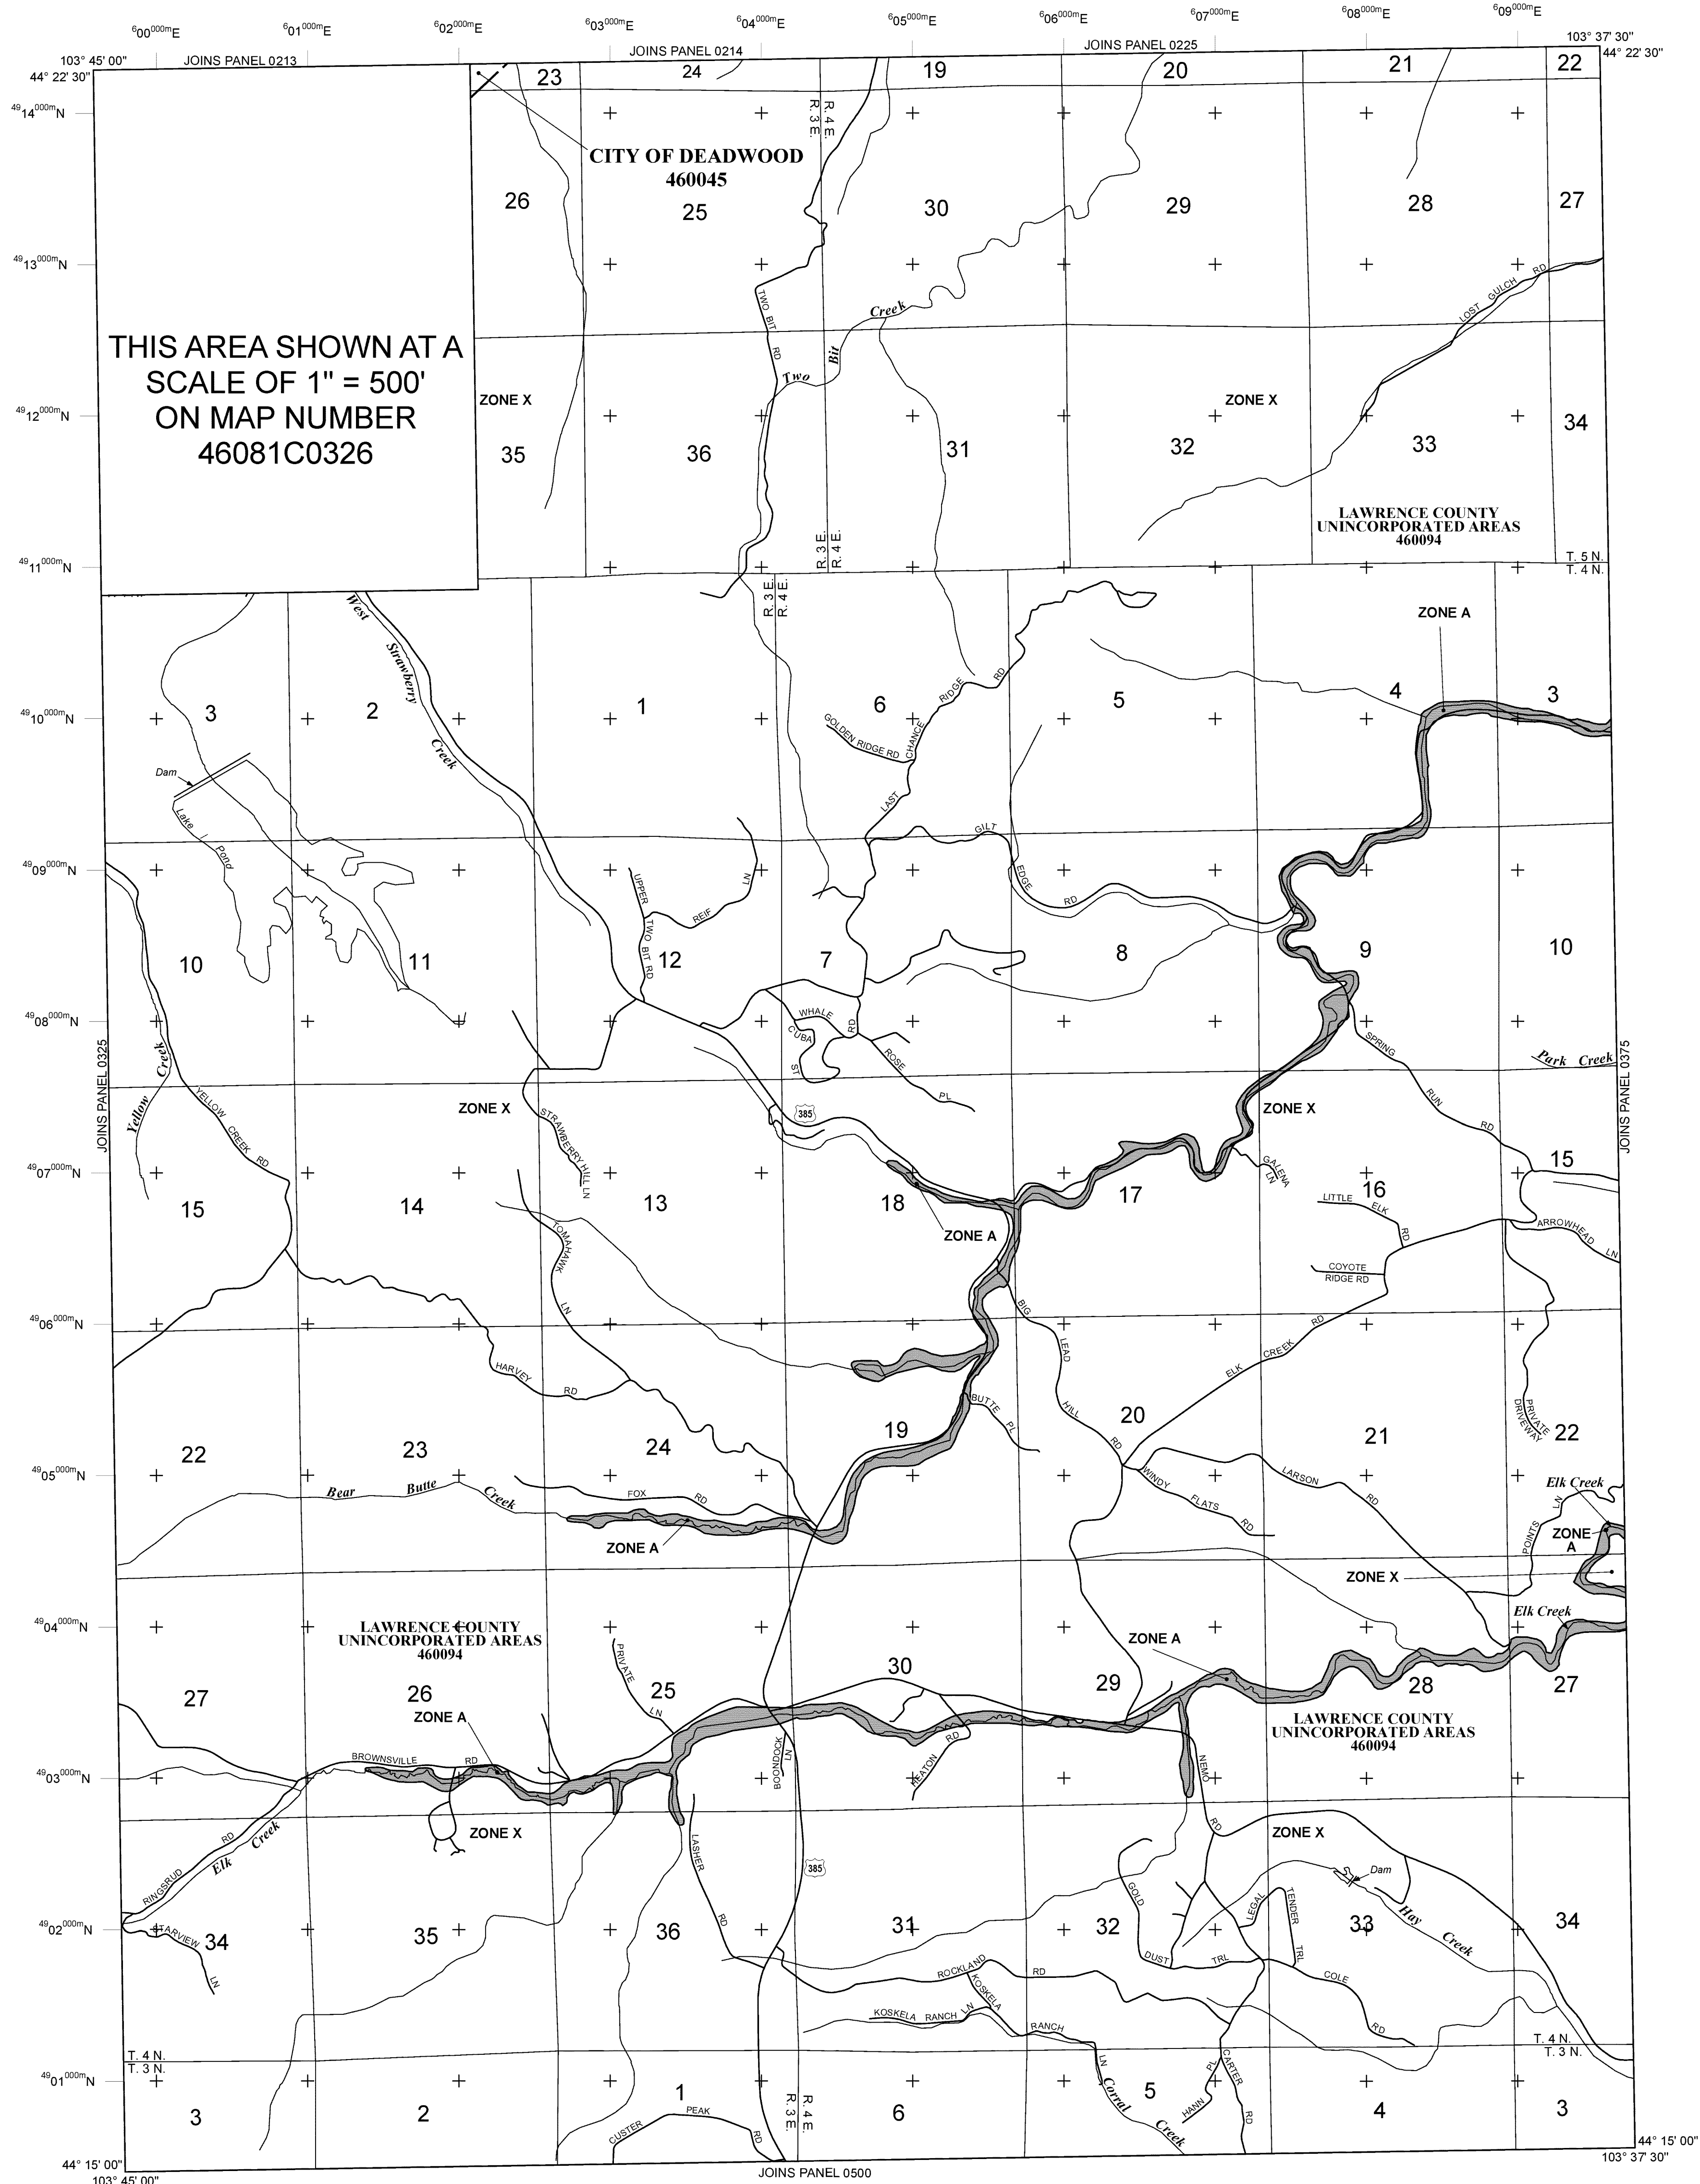 600000mE 601000mE 602000mE 603000mE 604000mE 605000mE 606000mE 607000mE 608000mE 609000mE
103° 45' 00"
JOINS PANEL 0213
JOINS PANEL 0214
JOINS PANEL 0225
103° 37' 30"
44° 22' 30"
44° 22' 30"
23 24 19 20 21 22
4914000mN
R. 3 E.
R. 4 E.
CITY OF DEADWOOD
460045
26 25 30 29 28 27
4913000mN
TWO BIT RD
Two Bit Creek
LOST GULCH RD
THIS AREA SHOWN AT A
SCALE OF 1" = 500'
ON MAP NUMBER
46081C0326
ZONE X
ZONE X
4912000mN
35 36 31 32 33 34
LAWRENCE COUNTY
UNINCORPORATED AREAS
460094
R. 3 E.
R. 4 E.
T. 5 N.
T. 4 N.
4911000mN
R. 3 E.
R. 4 E.
West Strawberry Creek
ZONE A
3 2 1 6 5 4 3
4910000mN
LAST CHANCE RIDGE RD
GOLDEN RIDGE RD
Dam
Lake
Pond
GILT EDGE RD
4909000mN
UPPER TWO BIT RD
REIF LN
10 11 12 7 8 9 10
4908000mN
WHALE RD
CUBA ST
ROSE PL
SPRING RUN RD
Park Creek
JOINS PANEL 0325
JOINS PANEL 0375
Yellow Creek
YELLOW CREEK RD
ZONE X
STRAWBERRY HILL LN
385
ZONE X
4907000mN
GALENA LN
15 14 13 18 17 16 15
LITTLE ELK RD
ARROWHEAD LN
TOMAHAWK LN
ZONE A
COYOTE
RIDGE RD
BIG LEAD HILL RD
4906000mN
ELK CREEK RD
HARVEY RD
BUTTE PL
PRIVATE
DRIVEWAY
22 23 24 19 20 21 22
4905000mN
Bear Butte Creek
FOX RD
WINDY FLATS RD
LARSON RD
POINTS LN
Elk Creek
ZONE
A
ZONE A
ZONE X
Elk Creek
4904000mN
LAWRENCE COUNTY
UNINCORPORATED AREAS
460094
PRIVATE LN
ZONE A
27 26 25 30 29 28 27
ZONE A
LAWRENCE COUNTY
UNINCORPORATED AREAS
460094
BROWNSVILLE RD
BOONDOCK LN
HEATON RD
NEMO RD
4903000mN
ZONE X
ZONE X
RINGSRUD RD
Elk Creek
LASHER RD
385
Dam
GOLD DUST TRL
LEGAL TENDER TRL
Hay Creek
4902000mN
STARVIEW LN
34 35 36 31 32 33 34
ROCKLAND RD
COLE RD
KOSKELA RANCH LN
KOSKELA RANCH LN
T. 4 N.
T. 3 N.
T. 4 N.
T. 3 N.
4901000mN
HANN PL
CARTER RD
Corral Creek
3 2 1 6 5 4 3
R. 3 E.
R. 4 E.
CUSTER PEAK RD
44° 15' 00"
44° 15' 00"
103° 45' 00"
JOINS PANEL 0500
103° 37' 30"